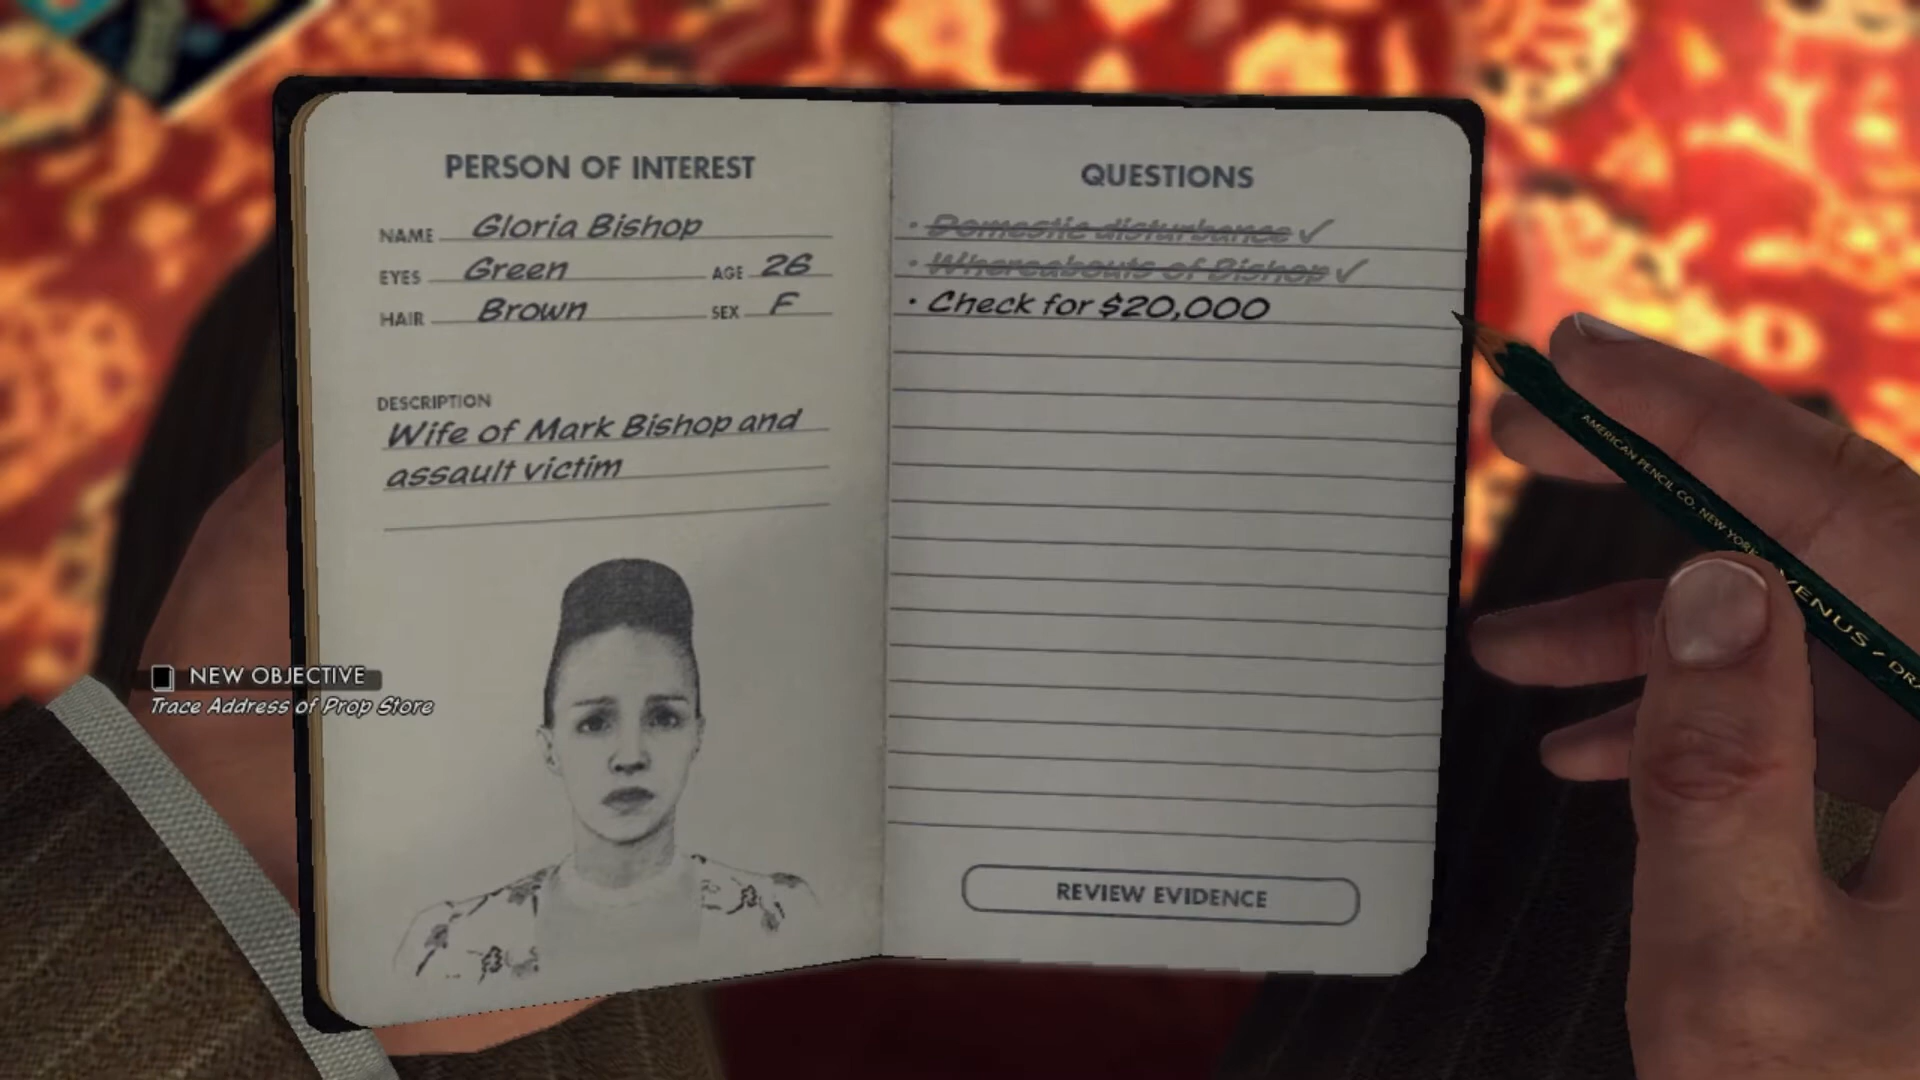 PERSON OF INTEREST
NAME Gloria Bishop
EYES Green AGE 26
HAIR Brown SEX F
DESCRIPTION
Wife of Mark Bishop and
assault victim
QUESTIONS
· Domestic disturbance ✓
· Whereabouts of Bishop ✓
· Check for $20,000
REVIEW EVIDENCE
NEW OBJECTIVE
Trace Address of Prop Store
AMERICAN PENCIL CO. NEW YORK VENUS / DRA